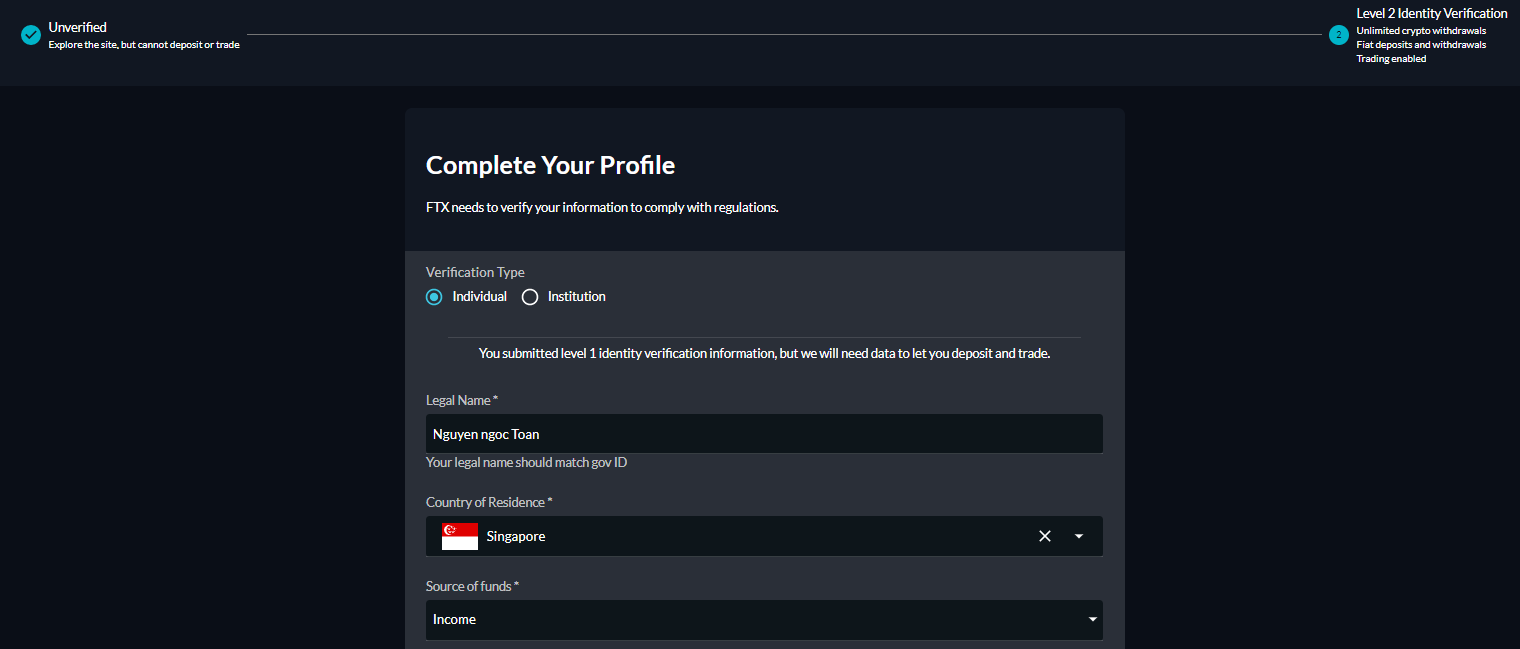 Unverified
Explore the site, but cannot deposit or trade
2
Level 2 Identity Verification
Unlimited crypto withdrawals
Fiat deposits and withdrawals
Trading enabled
Complete Your Profile
FTX needs to verify your information to comply with regulations.
Verification Type
Individual Institution
You submitted level 1 identity verification information, but we will need data to let you deposit and trade.
Legal Name *
Nguyen ngoc Toan
Your legal name should match gov ID
Country of Residence *
Singapore
Source of funds *
Income